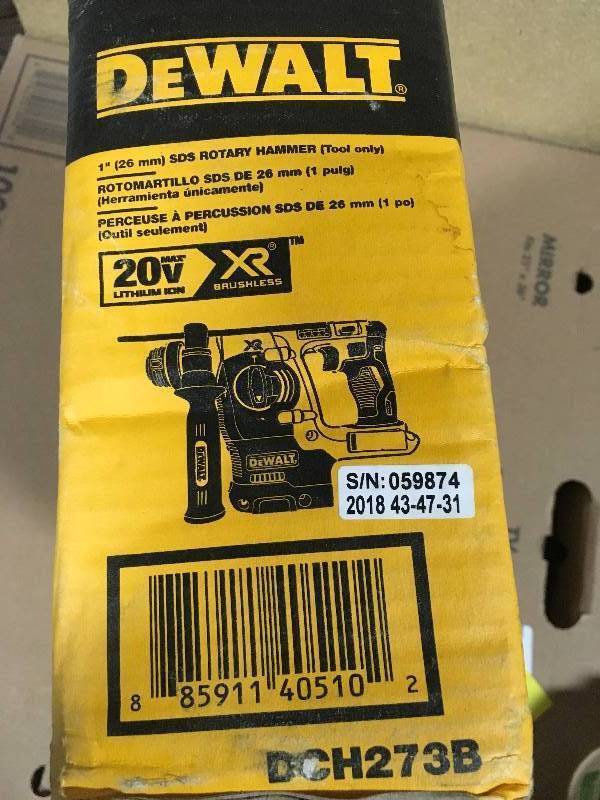 DEWALT®
1" (26 mm) SDS ROTARY HAMMER (Tool only)
ROTOMARTILLO SDS DE 26 mm (1 pulg)
(Herramienta únicamente)
PERCEUSE À PERCUSSION SDS DE 26 mm (1 po)
(Outil seulement)
20V MAX* XR® ™
LITHIUM ION BRUSHLESS
XR
DEWALT
DEWALT
S/N: 059874
2018 43-47-31
8 85911 40510 2
DCH273B
MIRROR